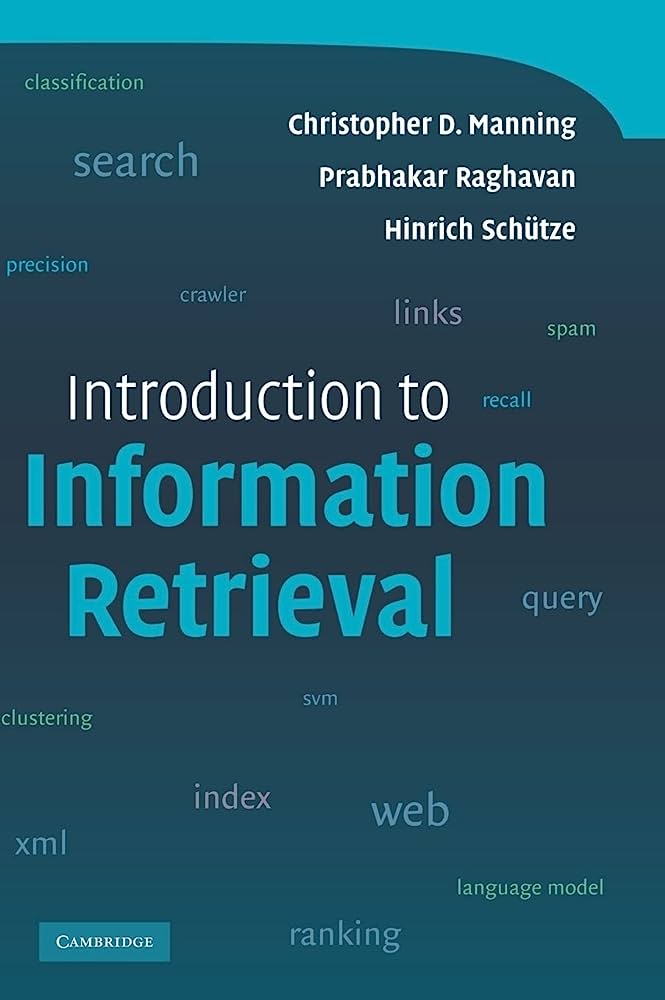 classification
Christopher D. Manning
search
Prabhakar Raghavan
Hinrich Schütze
precision
crawler
links
spam
Introduction to
recall
Information
Retrieval
query
svm
clustering
index
web
xml
language model
ranking
CAMBRIDGE